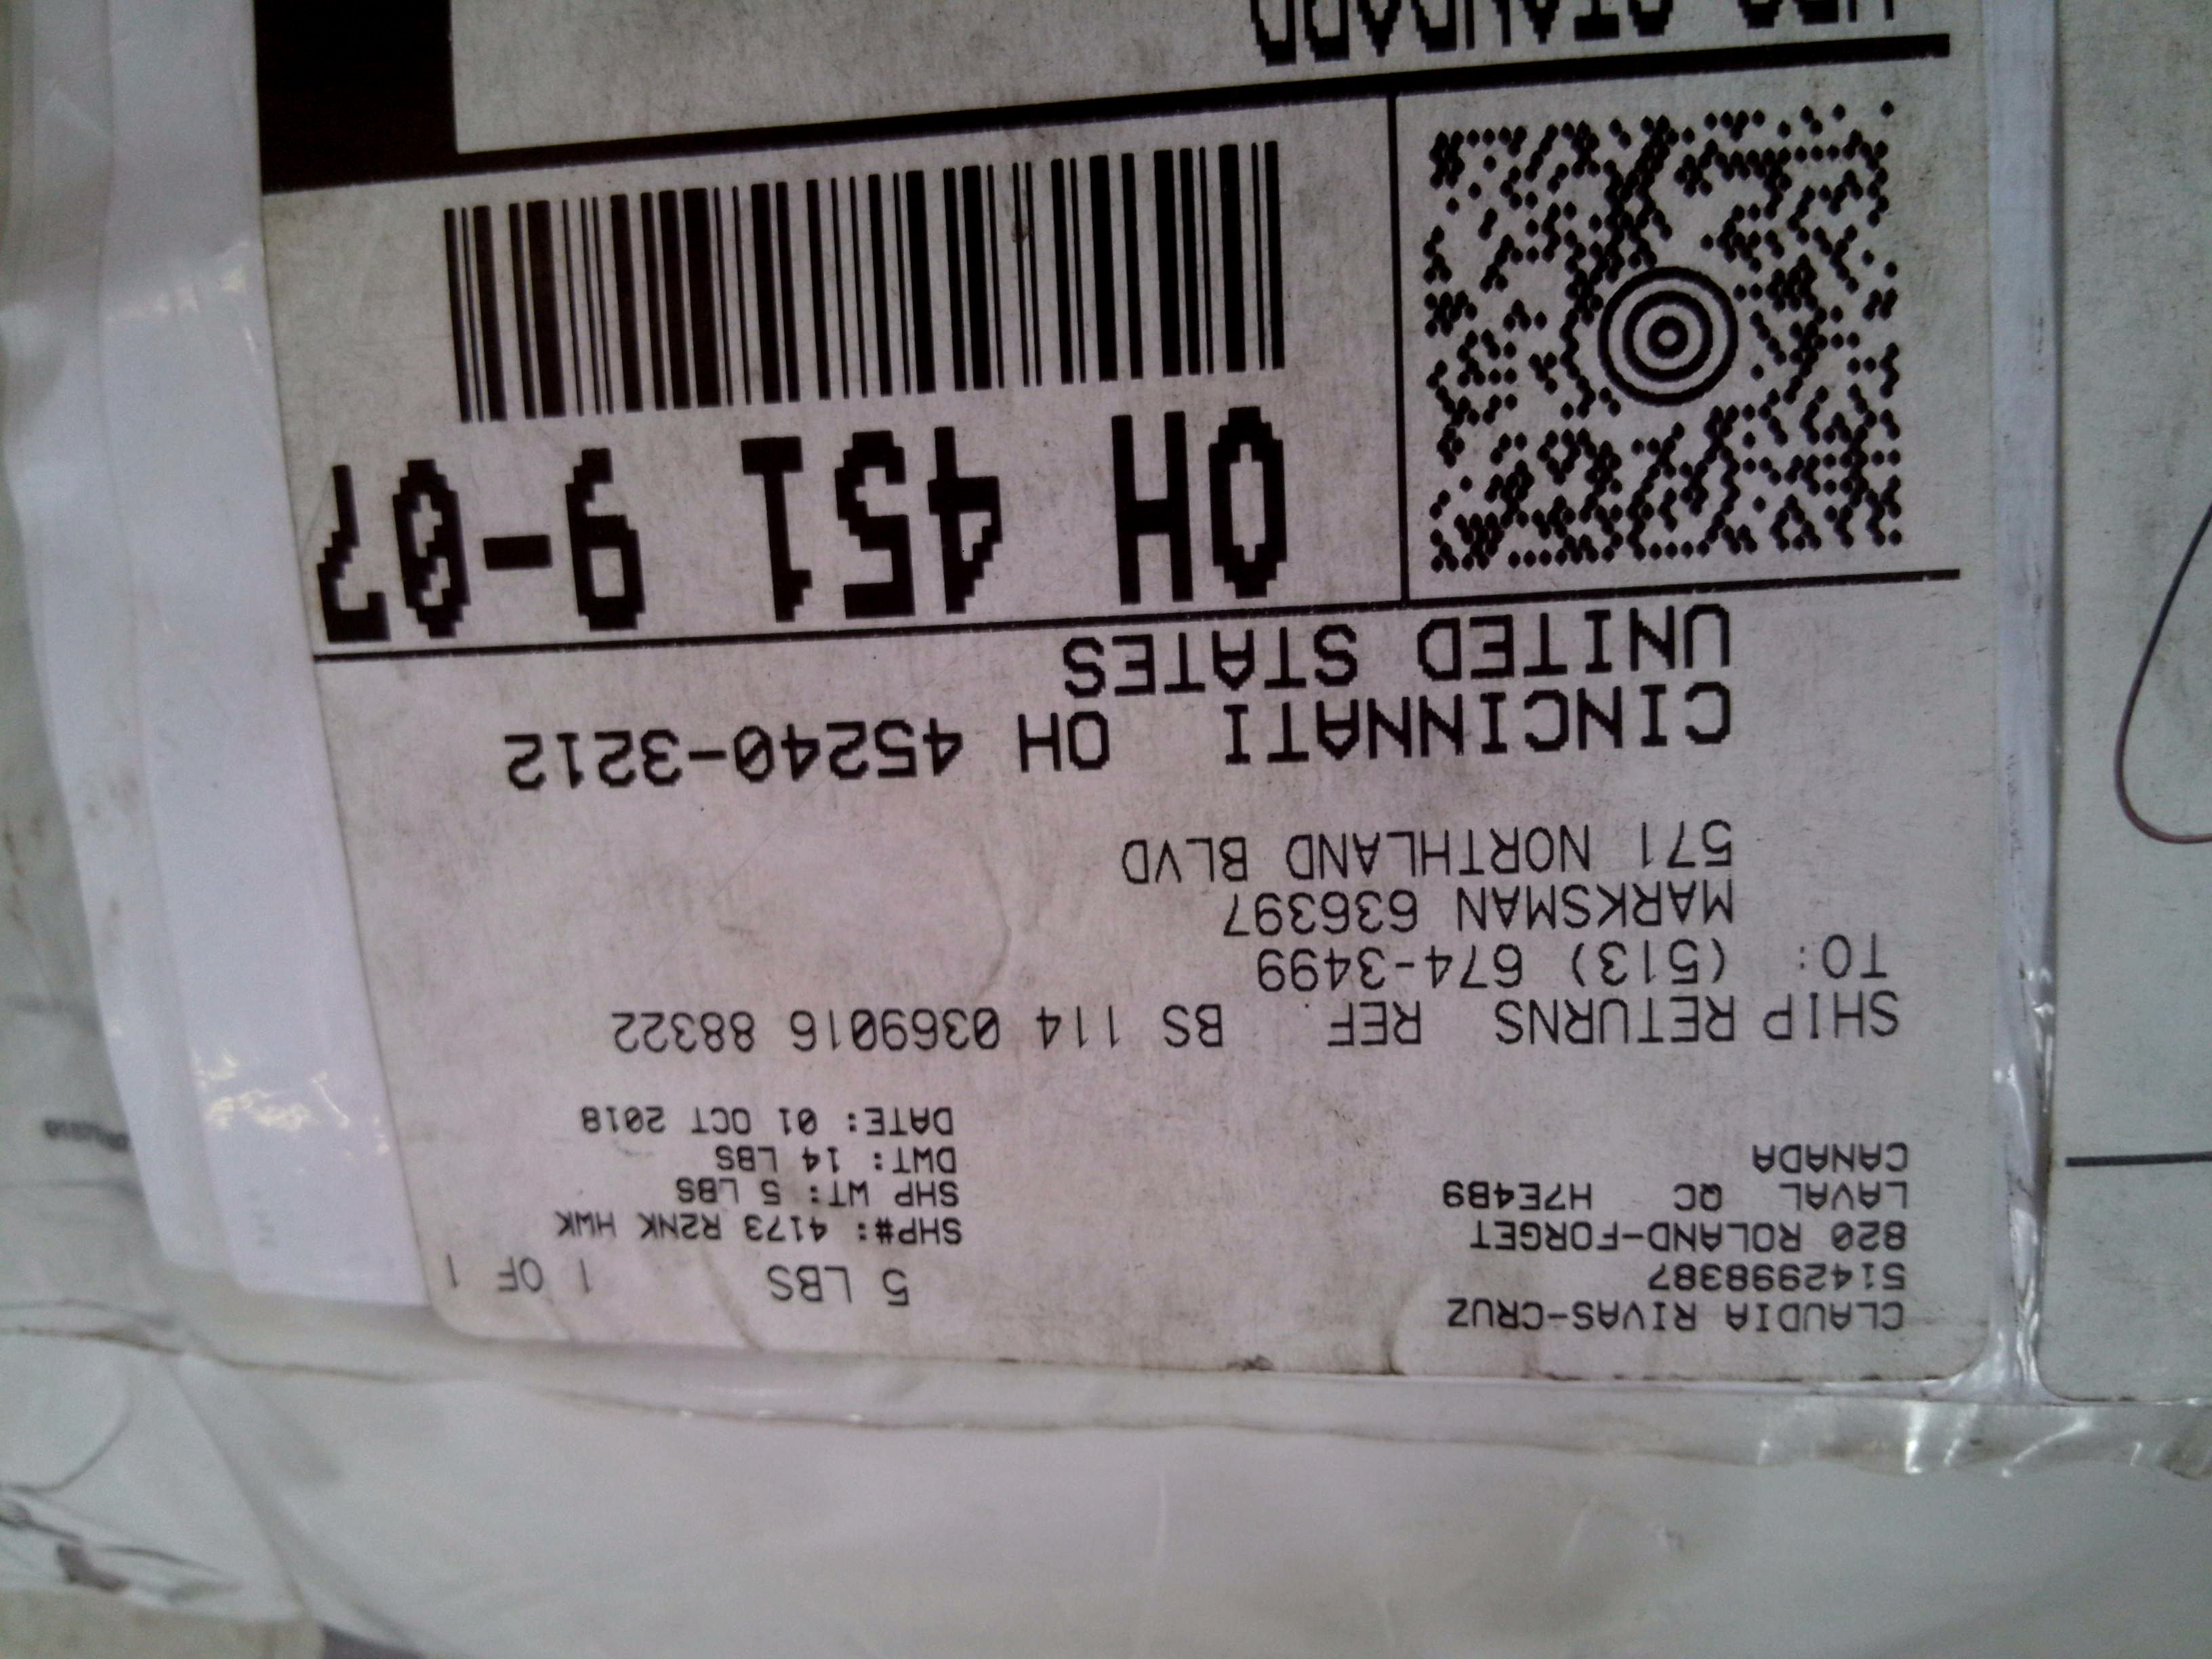 CLAUDIA RIVAS-CRUZ
5142998387
820 ROLAND-FORGET
LAVAL QC H7E4B9
CANADA
5 LBS 1 OF 1
SHP#: 4173 R2NK HWK
SHP WT: 5 LBS
DWT: 14 LBS
DATE: 01 OCT 2018
SHIP RETURNS REF BS 114 0369016 88322
TO: (513) 674-3499
MARKSMAN 636397
571 NORTHLAND BLVD
CINCINNATI OH 45240-3212
UNITED STATES
OH 451 9-07
UPS STANDARD